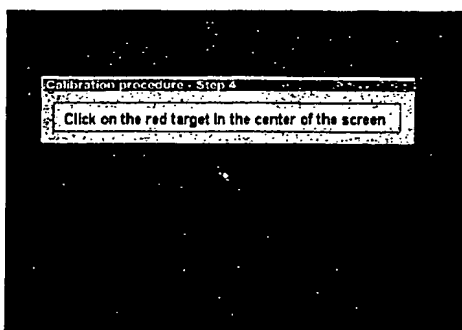 Calibration procedure - Step 4
Click on the red target in the center of the screen